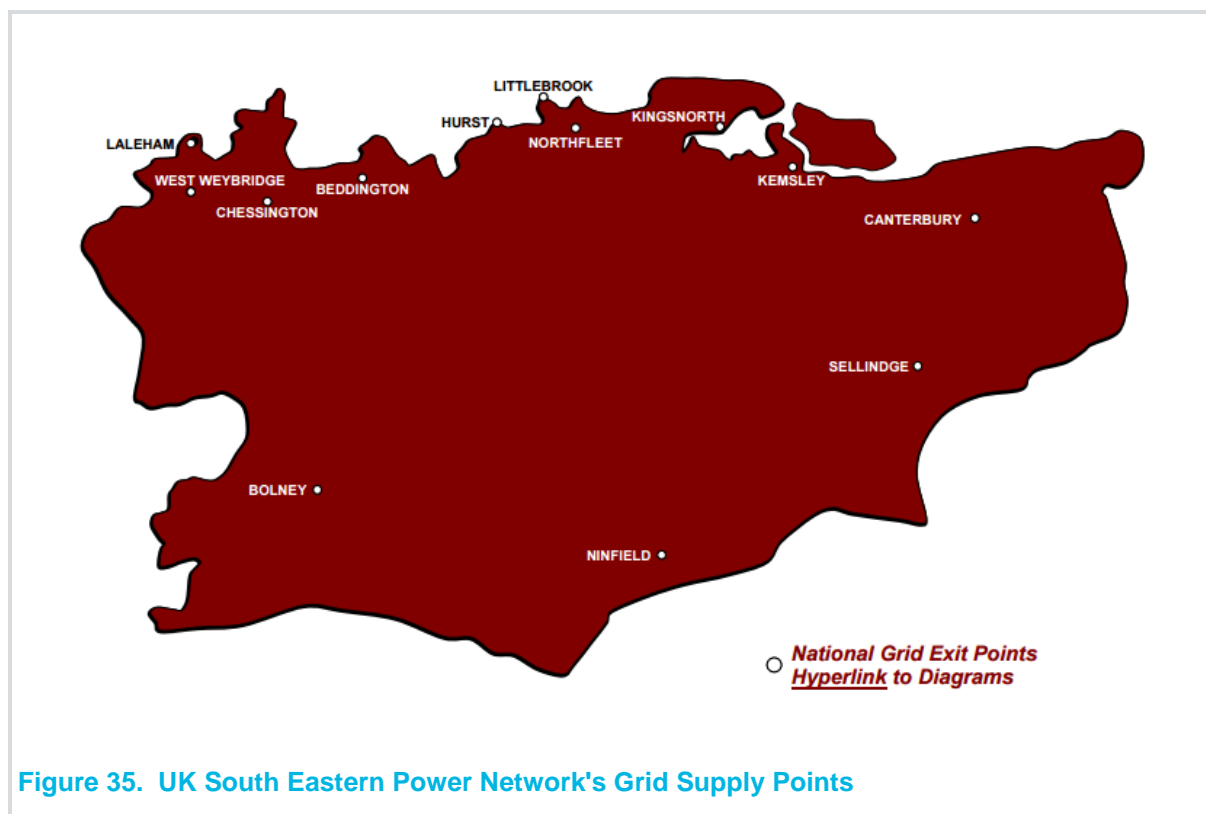 LITTLEBROOK
HURST
KINGSNORTH
NORTHFLEET
LALEHAM
WEST WEYBRIDGE
BEDDINGTON
KEMSLEY
CHESSINGTON
CANTERBURY
SELLINDGE
BOLNEY
NINFIELD
National Grid Exit Points
Hyperlink to Diagrams
Figure 35. UK South Eastern Power Network's Grid Supply Points